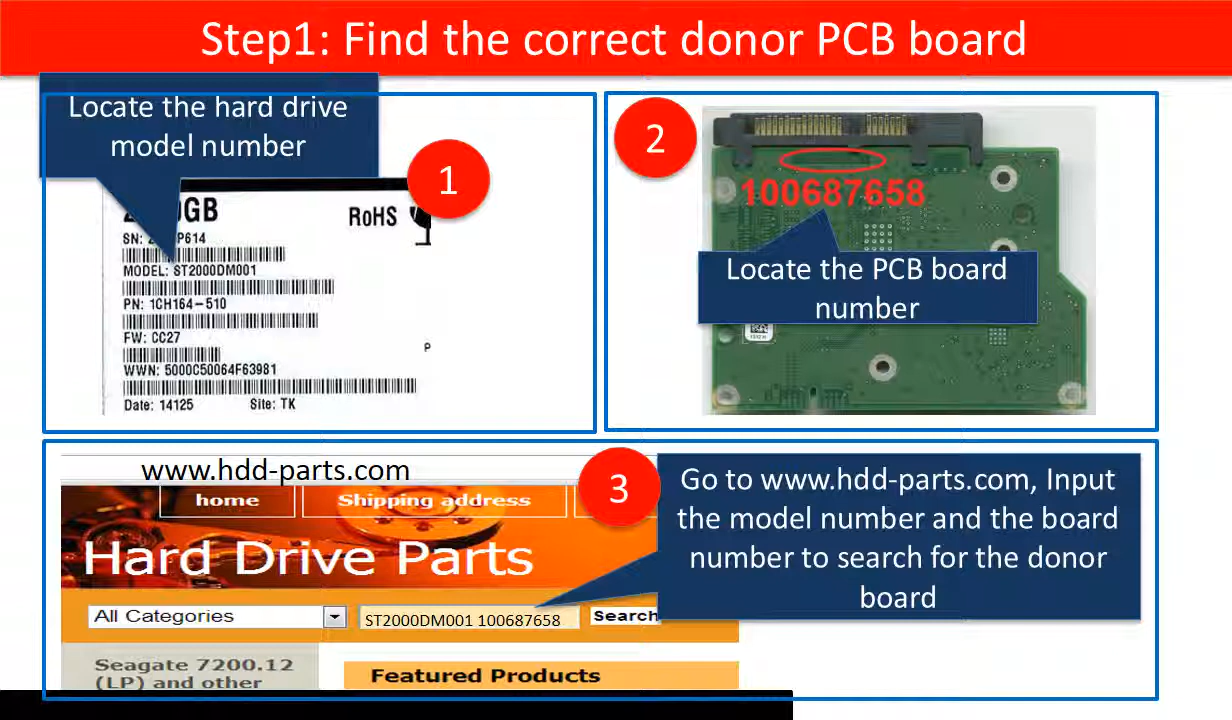 Step1: Find the correct donor PCB board
Locate the hard drive
model number
1
GB
RoHS
SN: P614
MODEL: ST2000DM001
PN: 1CH164-510
FW: CC27
P
WWN: 5000C50064F63981
Date: 14125 Site: TK
2
100687658
Locate the PCB board
number
www.hdd-parts.com
home Shipping address
Hard Drive Parts
All Categories ST2000DM001 100687658 Search
Seagate 7200.12
(LP) and other
Featured Products
3
Go to www.hdd-parts.com, Input
the model number and the board
number to search for the donor
board